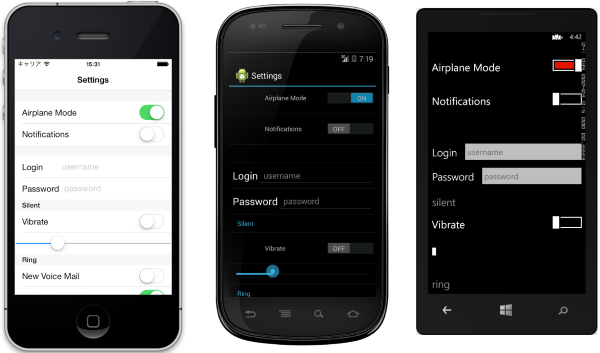 キャリア 15:31
Settings
Airplane Mode
Notifications
Login username
Password password
Silent
Vibrate
Ring
New Voice Mail
7:19
Settings
Airplane Mode ON
Notifications OFF
Login username
Password password
Silent
Vibrate OFF
Ring
4:42
Airplane Mode
Notifications
Login username
Password password
silent
Vibrate
ring